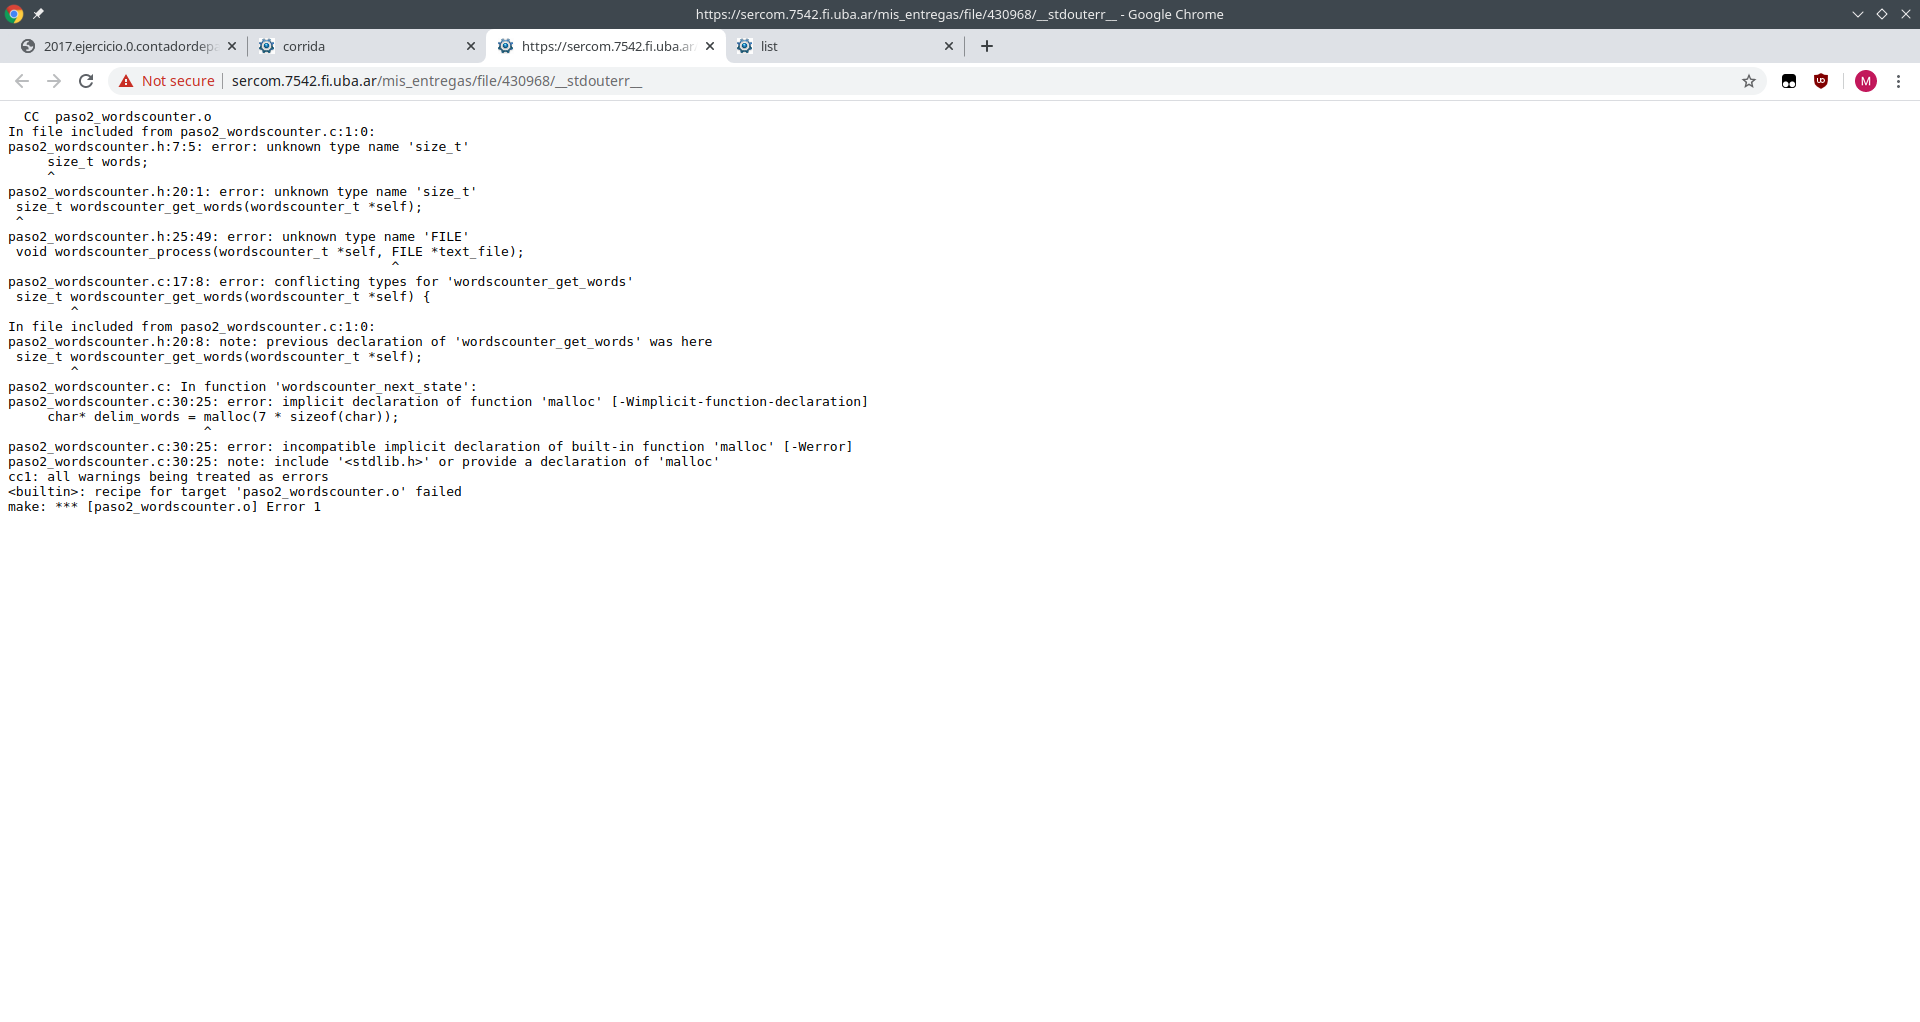 https://sercom.7542.fi.uba.ar/mis_entregas/file/430968/__stdouterr__ - Google Chrome
2017.ejercicio.0.contadordepa
corrida
https://sercom.7542.fi.uba.ar
list
Not secure
sercom.7542.fi.uba.ar/mis_entregas/file/430968/__stdouterr__
M
  CC  paso2_wordscounter.o
In file included from paso2_wordscounter.c:1:0:
paso2_wordscounter.h:7:5: error: unknown type name 'size_t'
     size_t words;
     ^
paso2_wordscounter.h:20:1: error: unknown type name 'size_t'
 size_t wordscounter_get_words(wordscounter_t *self);
 ^
paso2_wordscounter.h:25:49: error: unknown type name 'FILE'
 void wordscounter_process(wordscounter_t *self, FILE *text_file);
                                                 ^
paso2_wordscounter.c:17:8: error: conflicting types for 'wordscounter_get_words'
 size_t wordscounter_get_words(wordscounter_t *self) {
        ^
In file included from paso2_wordscounter.c:1:0:
paso2_wordscounter.h:20:8: note: previous declaration of 'wordscounter_get_words' was here
 size_t wordscounter_get_words(wordscounter_t *self);
        ^
paso2_wordscounter.c: In function 'wordscounter_next_state':
paso2_wordscounter.c:30:25: error: implicit declaration of function 'malloc' [-Wimplicit-function-declaration]
     char* delim_words = malloc(7 * sizeof(char));
                         ^
paso2_wordscounter.c:30:25: error: incompatible implicit declaration of built-in function 'malloc' [-Werror]
paso2_wordscounter.c:30:25: note: include '<stdlib.h>' or provide a declaration of 'malloc'
cc1: all warnings being treated as errors
<builtin>: recipe for target 'paso2_wordscounter.o' failed
make: *** [paso2_wordscounter.o] Error 1